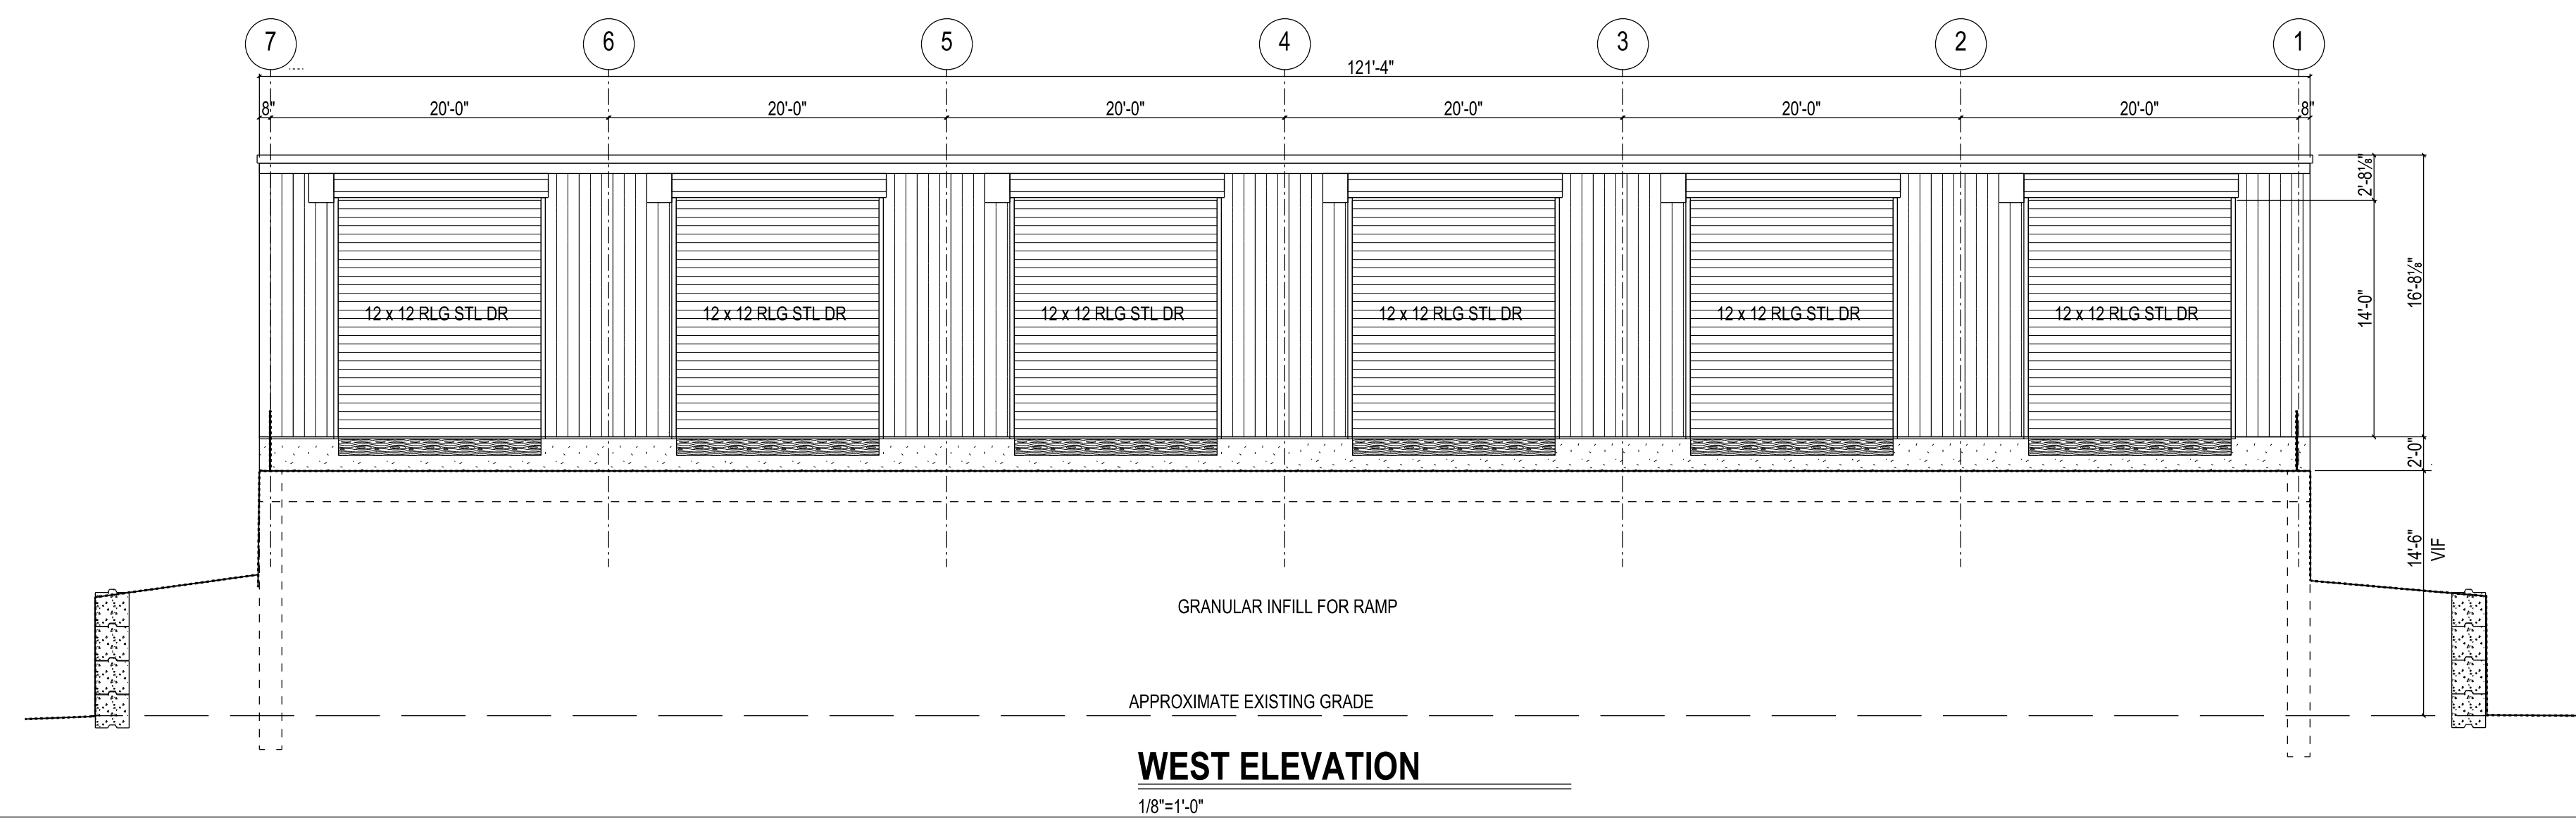 7 6 5 4 3 2 1
121'-4"
8" 20'-0" 20'-0" 20'-0" 20'-0" 20'-0" 20'-0" 8"
2'-8⅛"
16'-8⅛"
14'-0"
12 x 12 RLG STL DR 12 x 12 RLG STL DR 12 x 12 RLG STL DR 12 x 12 RLG STL DR 12 x 12 RLG STL DR 12 x 12 RLG STL DR
2'-0"
14'-6"
VIF
GRANULAR INFILL FOR RAMP
APPROXIMATE EXISTING GRADE
WEST ELEVATION
1/8"=1'-0"